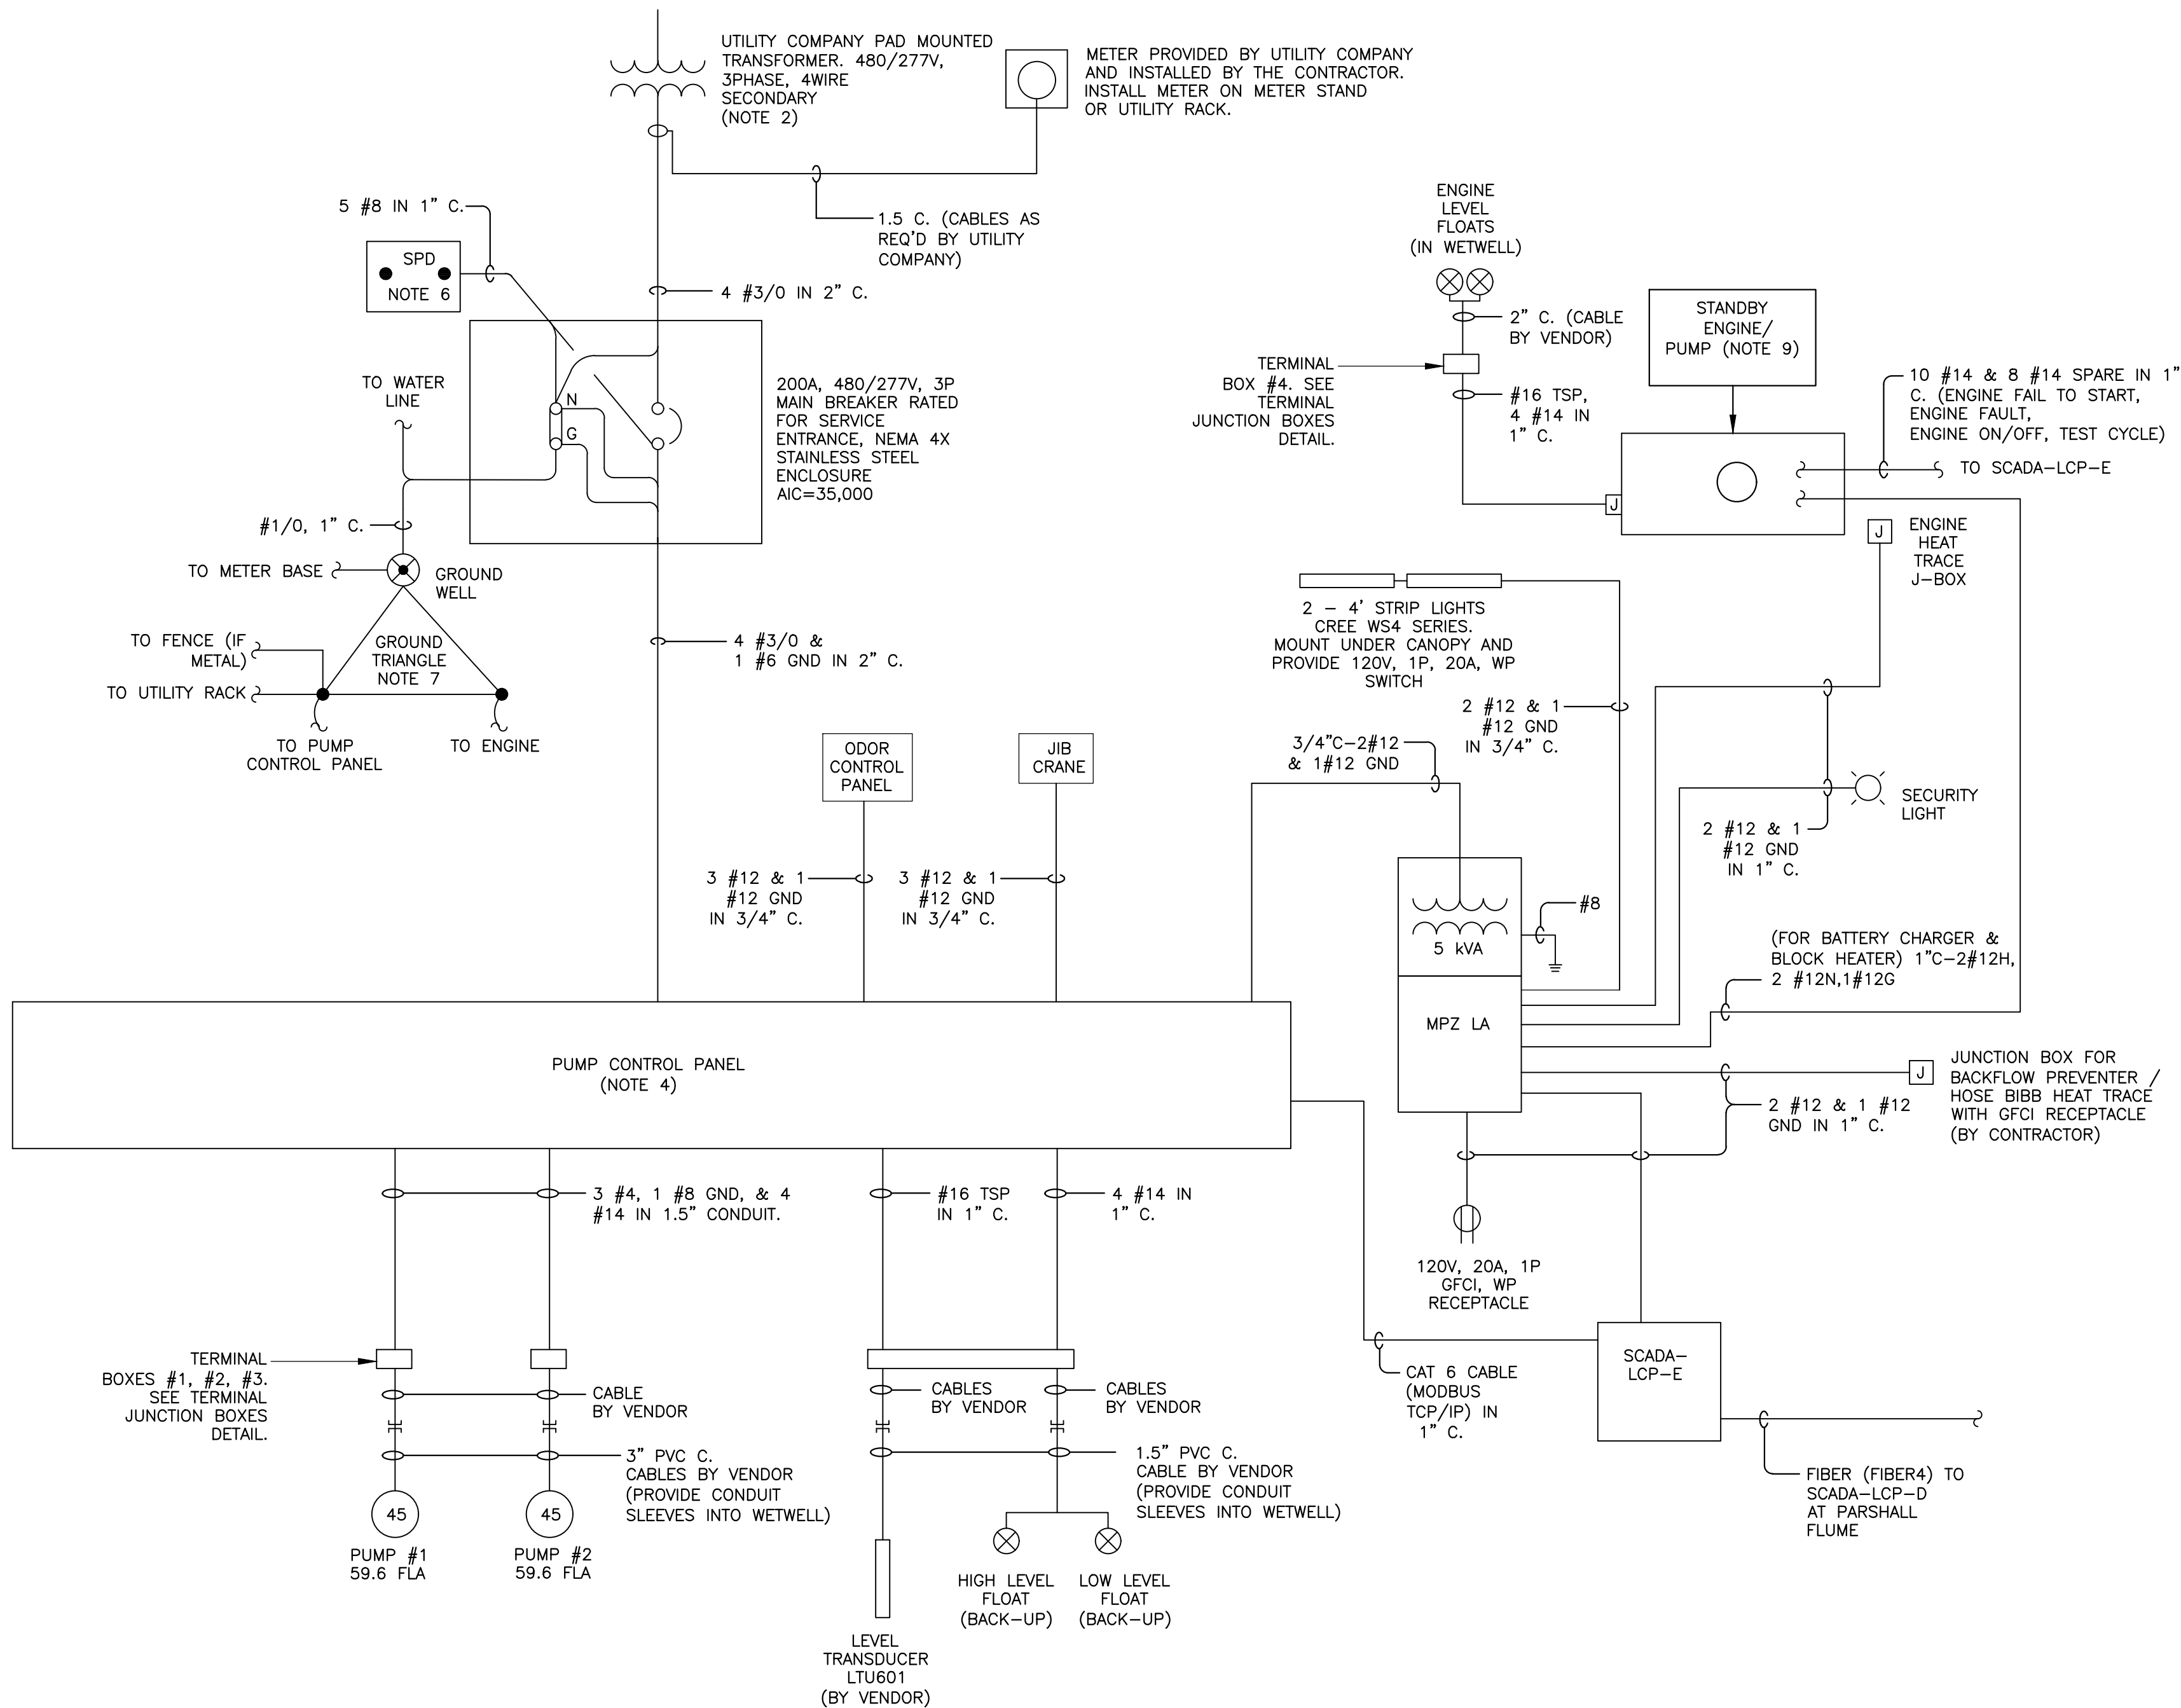 UTILITY COMPANY PAD MOUNTED
TRANSFORMER. 480/277V,
3PHASE, 4WIRE
SECONDARY
(NOTE 2)
METER PROVIDED BY UTILITY COMPANY
AND INSTALLED BY THE CONTRACTOR.
INSTALL METER ON METER STAND
OR UTILITY RACK.
5 #8 IN 1" C.
1.5 C. (CABLES AS
REQ'D BY UTILITY
COMPANY)
SPD
NOTE 6
4 #3/0 IN 2" C.
TO WATER
LINE
N
G
200A, 480/277V, 3P
MAIN BREAKER RATED
FOR SERVICE
ENTRANCE, NEMA 4X
STAINLESS STEEL
ENCLOSURE
AIC=35,000
#1/0, 1" C.
TO METER BASE
GROUND
WELL
TO FENCE (IF
METAL)
GROUND
TRIANGLE
NOTE 7
TO UTILITY RACK
TO PUMP
CONTROL PANEL
TO ENGINE
4 #3/0 &
1 #6 GND IN 2" C.
ENGINE
LEVEL
FLOATS
(IN WETWELL)
2" C. (CABLE
BY VENDOR)
TERMINAL
BOX #4. SEE
TERMINAL
JUNCTION BOXES
DETAIL.
#16 TSP,
4 #14 IN
1" C.
STANDBY
ENGINE/
PUMP (NOTE 9)
10 #14 & 8 #14 SPARE IN 1"
C. (ENGINE FAIL TO START,
ENGINE FAULT,
ENGINE ON/OFF, TEST CYCLE)
TO SCADA-LCP-E
J
J
ENGINE
HEAT
TRACE
J-BOX
2 - 4' STRIP LIGHTS
CREE WS4 SERIES.
MOUNT UNDER CANOPY AND
PROVIDE 120V, 1P, 20A, WP
SWITCH
2 #12 & 1
#12 GND
IN 3/4" C.
3/4"C-2#12
& 1#12 GND
SECURITY
LIGHT
2 #12 & 1
#12 GND
IN 1" C.
ODOR
CONTROL
PANEL
JIB
CRANE
3 #12 & 1
#12 GND
IN 3/4" C.
3 #12 & 1
#12 GND
IN 3/4" C.
#8
5 kVA
(FOR BATTERY CHARGER &
BLOCK HEATER) 1"C-2#12H,
2 #12N,1#12G
MPZ LA
PUMP CONTROL PANEL
(NOTE 4)
J
JUNCTION BOX FOR
BACKFLOW PREVENTER /
HOSE BIBB HEAT TRACE
WITH GFCI RECEPTACLE
(BY CONTRACTOR)
2 #12 & 1 #12
GND IN 1" C.
3 #4, 1 #8 GND, & 4
#14 IN 1.5" CONDUIT.
#16 TSP
IN 1" C.
4 #14 IN
1" C.
120V, 20A, 1P
GFCI, WP
RECEPTACLE
TERMINAL
BOXES #1, #2, #3.
SEE TERMINAL
JUNCTION BOXES
DETAIL.
CABLE
BY VENDOR
CABLES
BY VENDOR
CABLES
BY VENDOR
CAT 6 CABLE
(MODBUS
TCP/IP) IN
1" C.
SCADA-
LCP-E
3" PVC C.
CABLES BY VENDOR
(PROVIDE CONDUIT
SLEEVES INTO WETWELL)
1.5" PVC C.
CABLE BY VENDOR
(PROVIDE CONDUIT
SLEEVES INTO WETWELL)
FIBER (FIBER4) TO
SCADA-LCP-D
AT PARSHALL
FLUME
45
45
PUMP #1
59.6 FLA
PUMP #2
59.6 FLA
HIGH LEVEL
FLOAT
(BACK-UP)
LOW LEVEL
FLOAT
(BACK-UP)
LEVEL
TRANSDUCER
LTU601
(BY VENDOR)